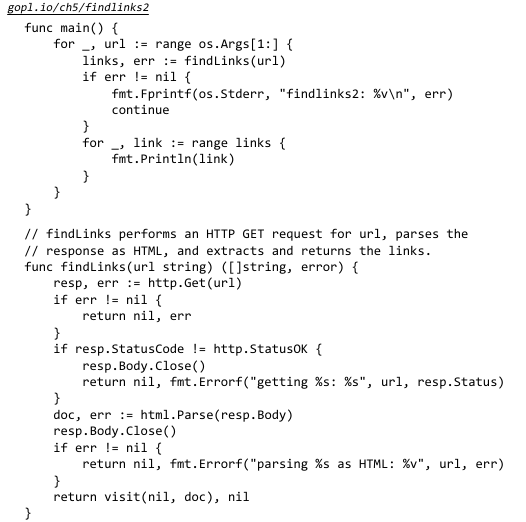 gopl.io/ch5/findlinks2
func main() {
    for _, url := range os.Args[1:] {
        links, err := findLinks(url)
        if err != nil {
            fmt.Fprintf(os.Stderr, "findlinks2: %v\n", err)
            continue
        }
        for _, link := range links {
            fmt.Println(link)
        }
    }
}
// findLinks performs an HTTP GET request for url, parses the
// response as HTML, and extracts and returns the links.
func findLinks(url string) ([]string, error) {
    resp, err := http.Get(url)
    if err != nil {
        return nil, err
    }
    if resp.StatusCode != http.StatusOK {
        resp.Body.Close()
        return nil, fmt.Errorf("getting %s: %s", url, resp.Status)
    }
    doc, err := html.Parse(resp.Body)
    resp.Body.Close()
    if err != nil {
        return nil, fmt.Errorf("parsing %s as HTML: %v", url, err)
    }
    return visit(nil, doc), nil
}